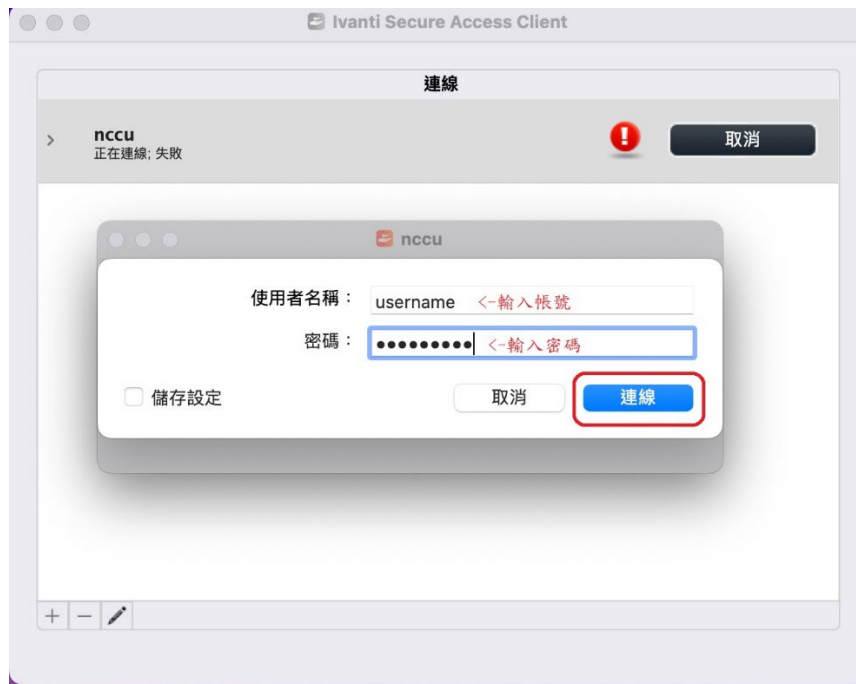 Ivanti Secure Access Client
連線
nccu
正在連線; 失敗
取消
nccu
使用者名稱： username <-輸入帳號
密碼： ●●●●●●●●● <-輸入密碼
儲存設定
取消
連線